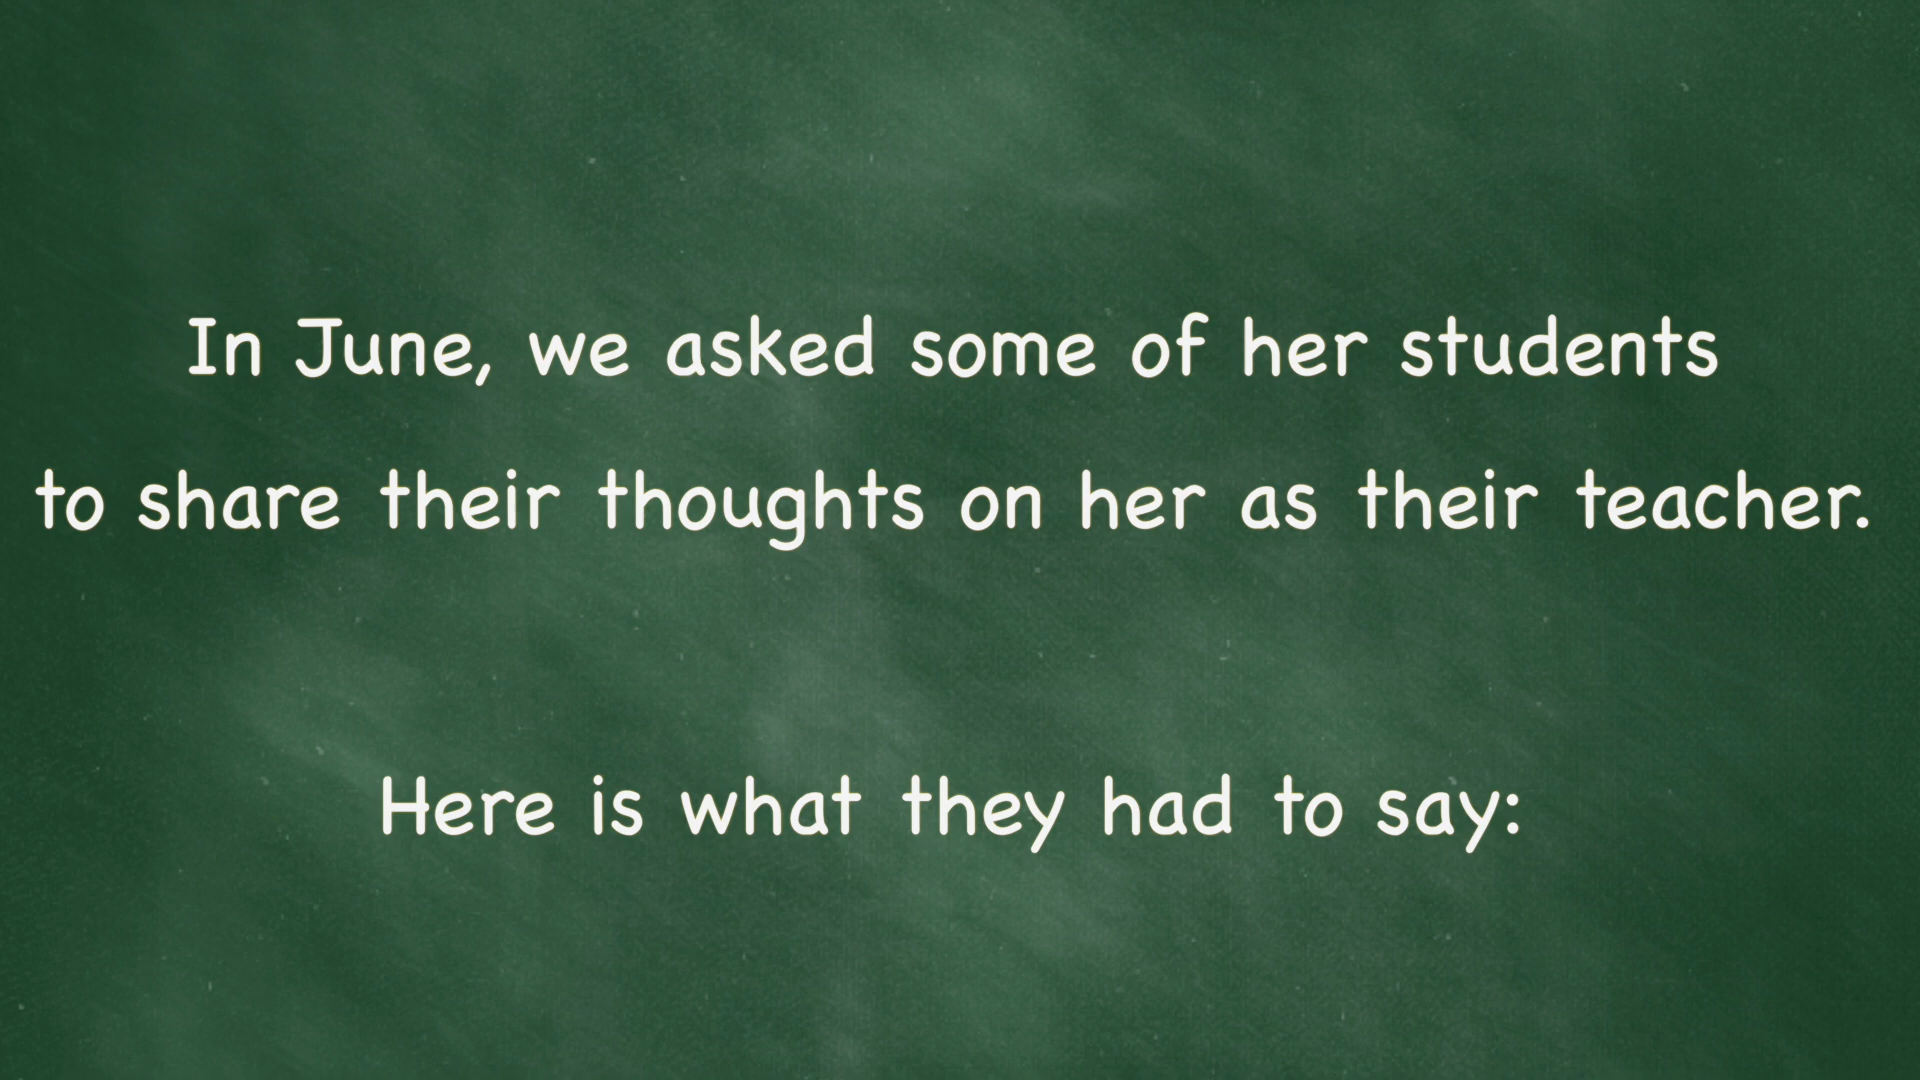 In June, we asked some of her students
to share their thoughts on her as their teacher.
Here is what they had to say: